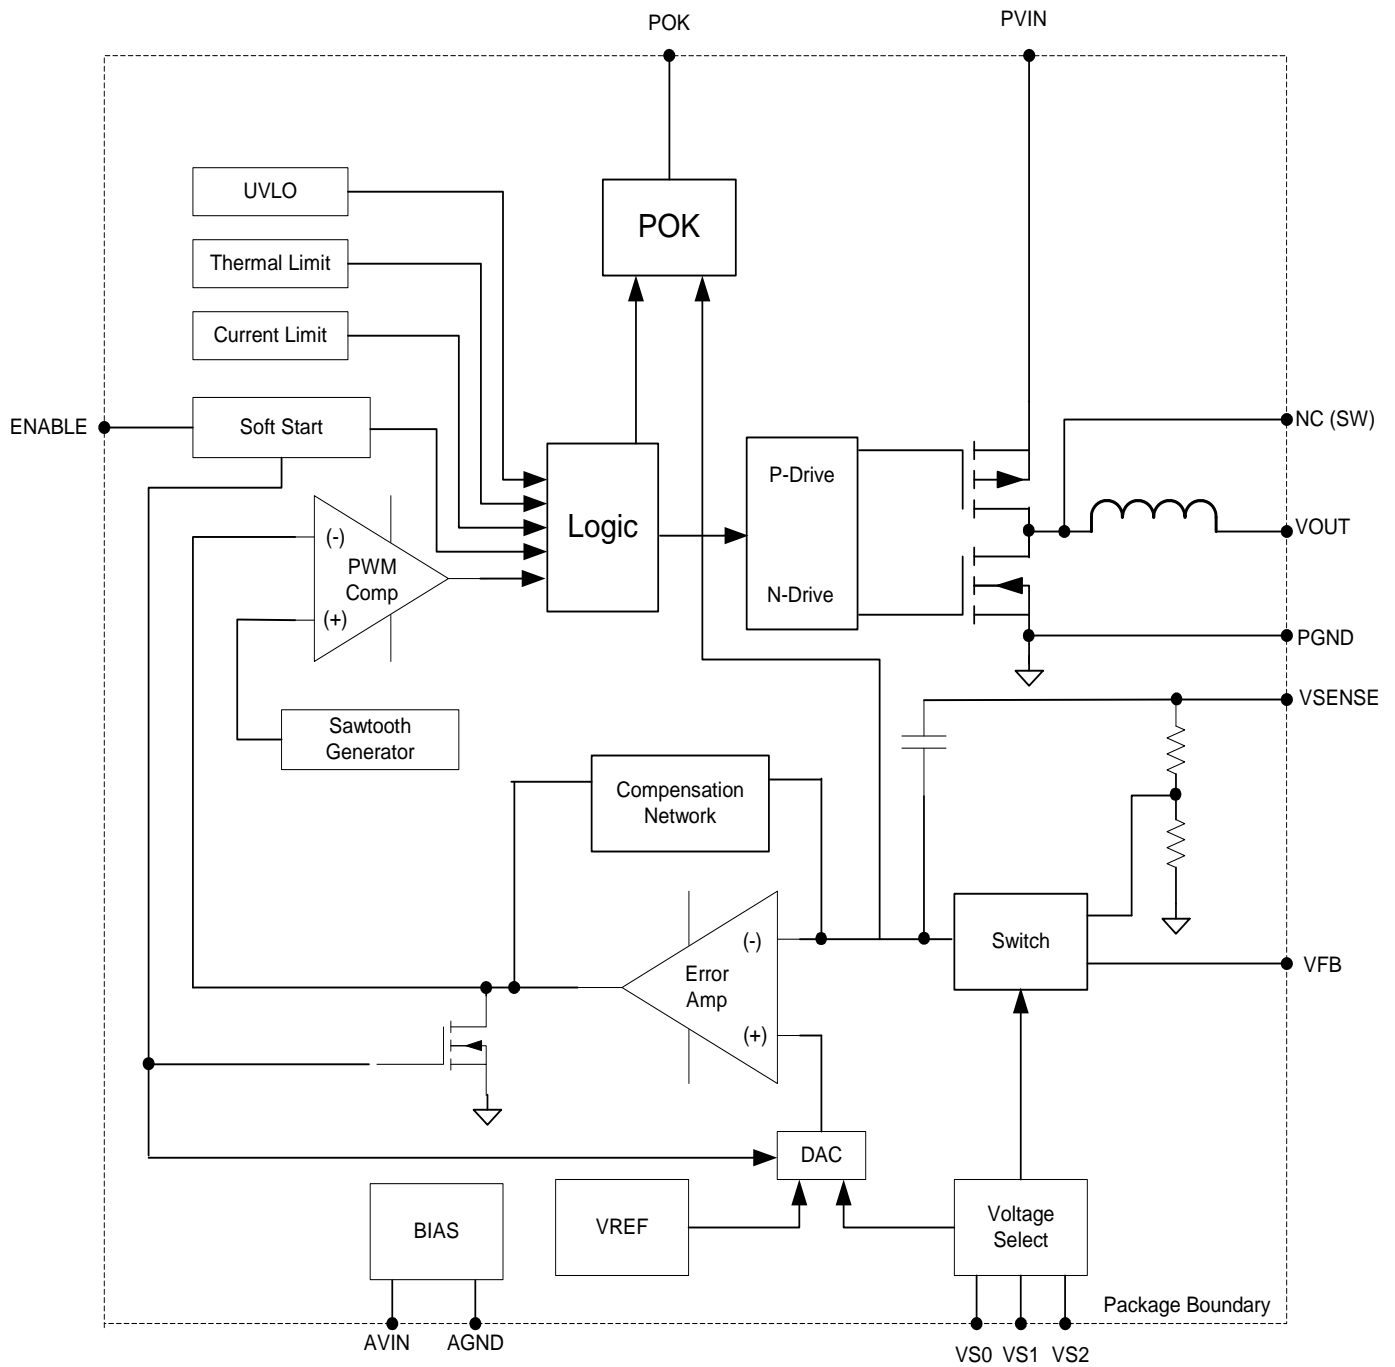 POK
PVIN
UVLO
POK
Thermal Limit
Current Limit
ENABLE
Soft Start
NC (SW)
P-Drive
Logic
VOUT
(-)
PWM
Comp
(+)
N-Drive
PGND
VSENSE
Sawtooth
Generator
Compensation
Network
(-)
Switch
Error
Amp
VFB
(+)
DAC
BIAS
VREF
Voltage
Select
Package Boundary
AVIN
AGND
VS0
VS1
VS2